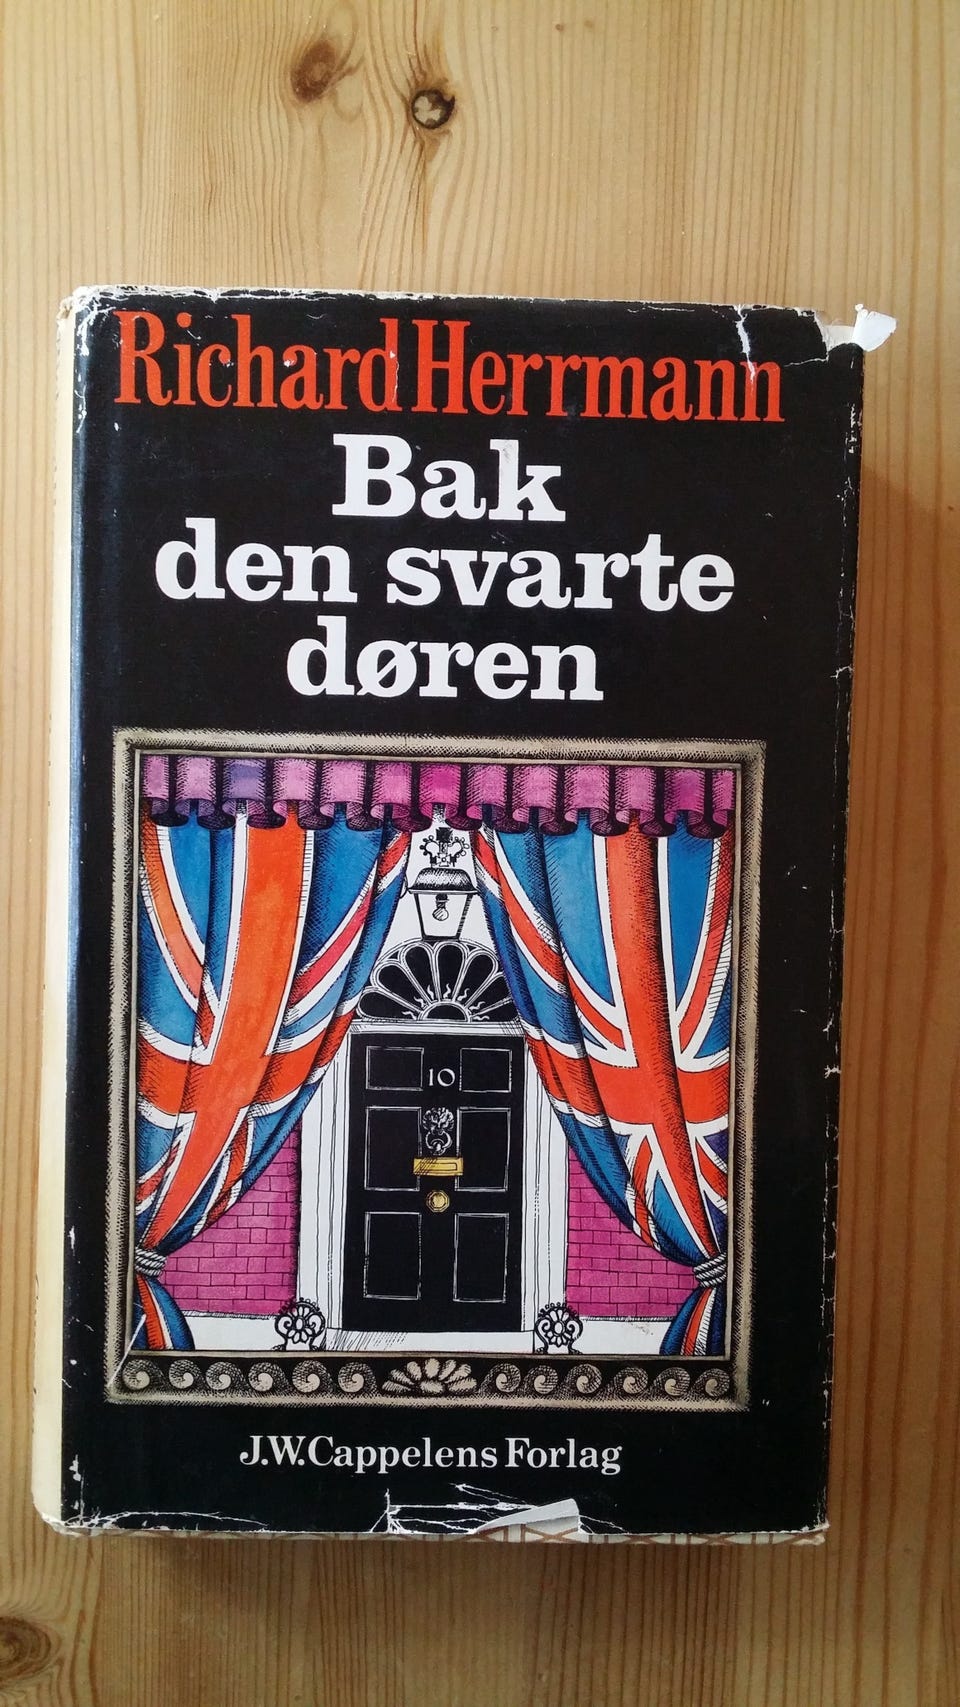 Richard Herrmann
Bak
den svarte
døren
10
J.W.Cappelens Forlag